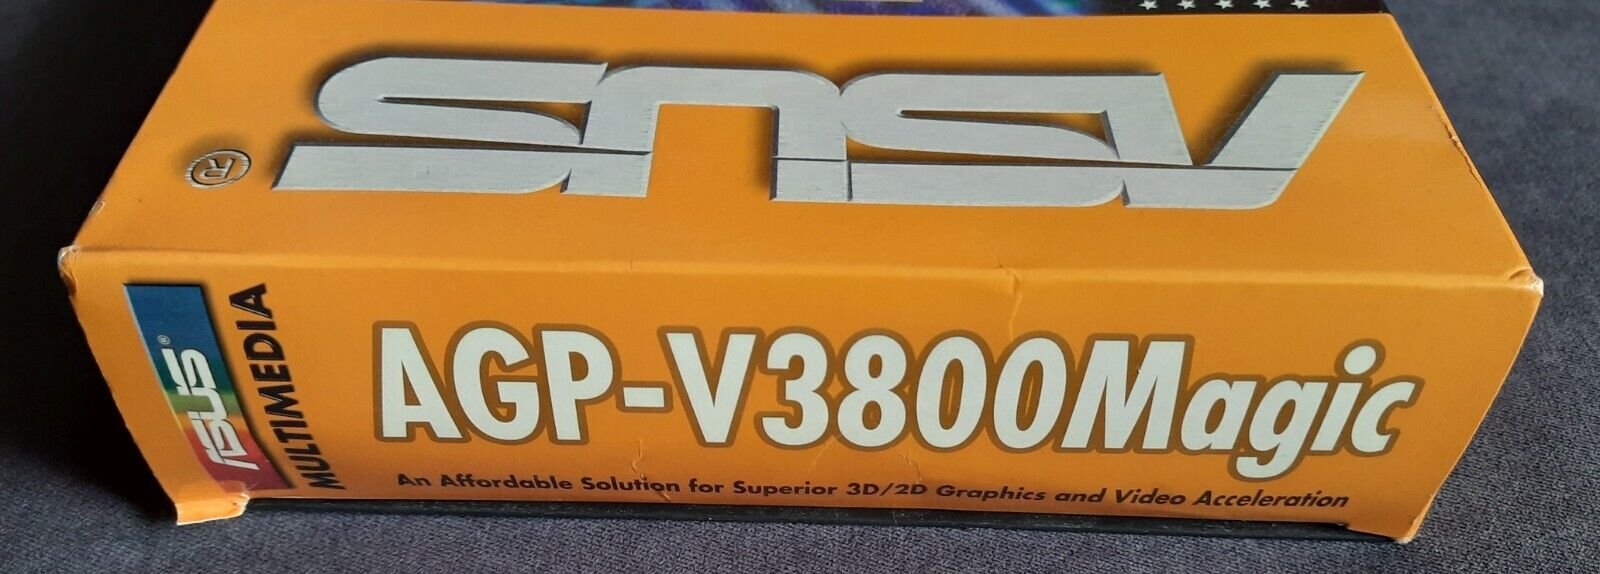 ASUS
®
ASUS®
MULTIMEDIA
AGP-V3800Magic
An Affordable Solution for Superior 3D/2D Graphics and Video Acceleration